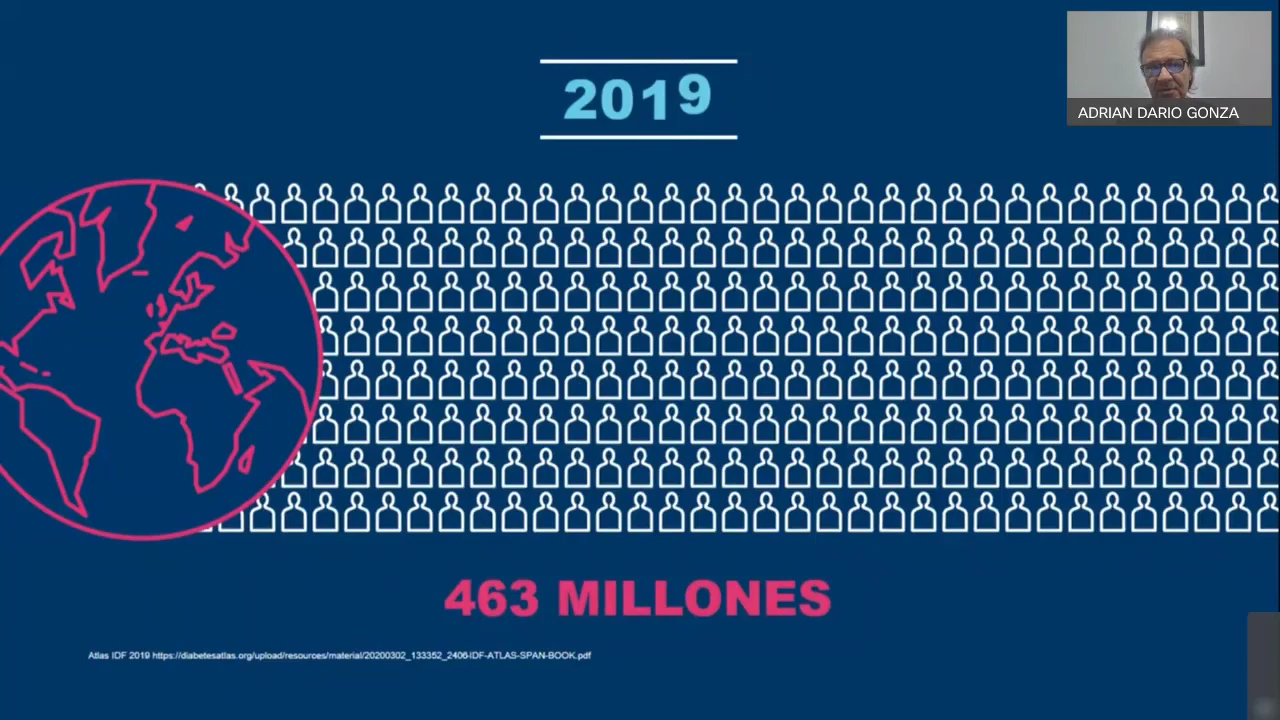 2019
ADRIAN DARIO GONZA
463 MILLONES
Atlas IDF 2019 https://diabetesatlas.org/upload/resources/material/20200302_133352_2406-IDF-ATLAS-SPAN-BOOK.pdf